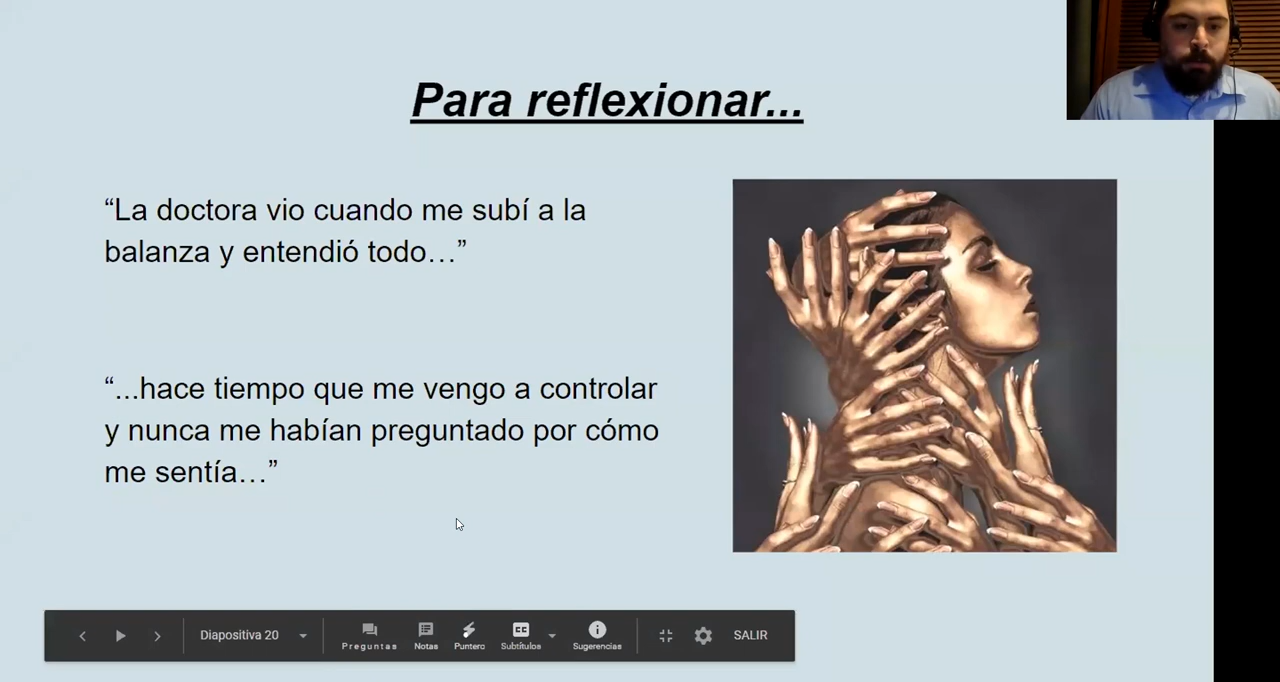 Para reflexionar...
“La doctora vio cuando me subí a la
balanza y entendió todo…”
“...hace tiempo que me vengo a controlar
y nunca me habían preguntado por cómo
me sentía…”
Diapositiva 20
Preguntas
Notas
Puntero
CC
Subtítulos
Sugerencias
SALIR